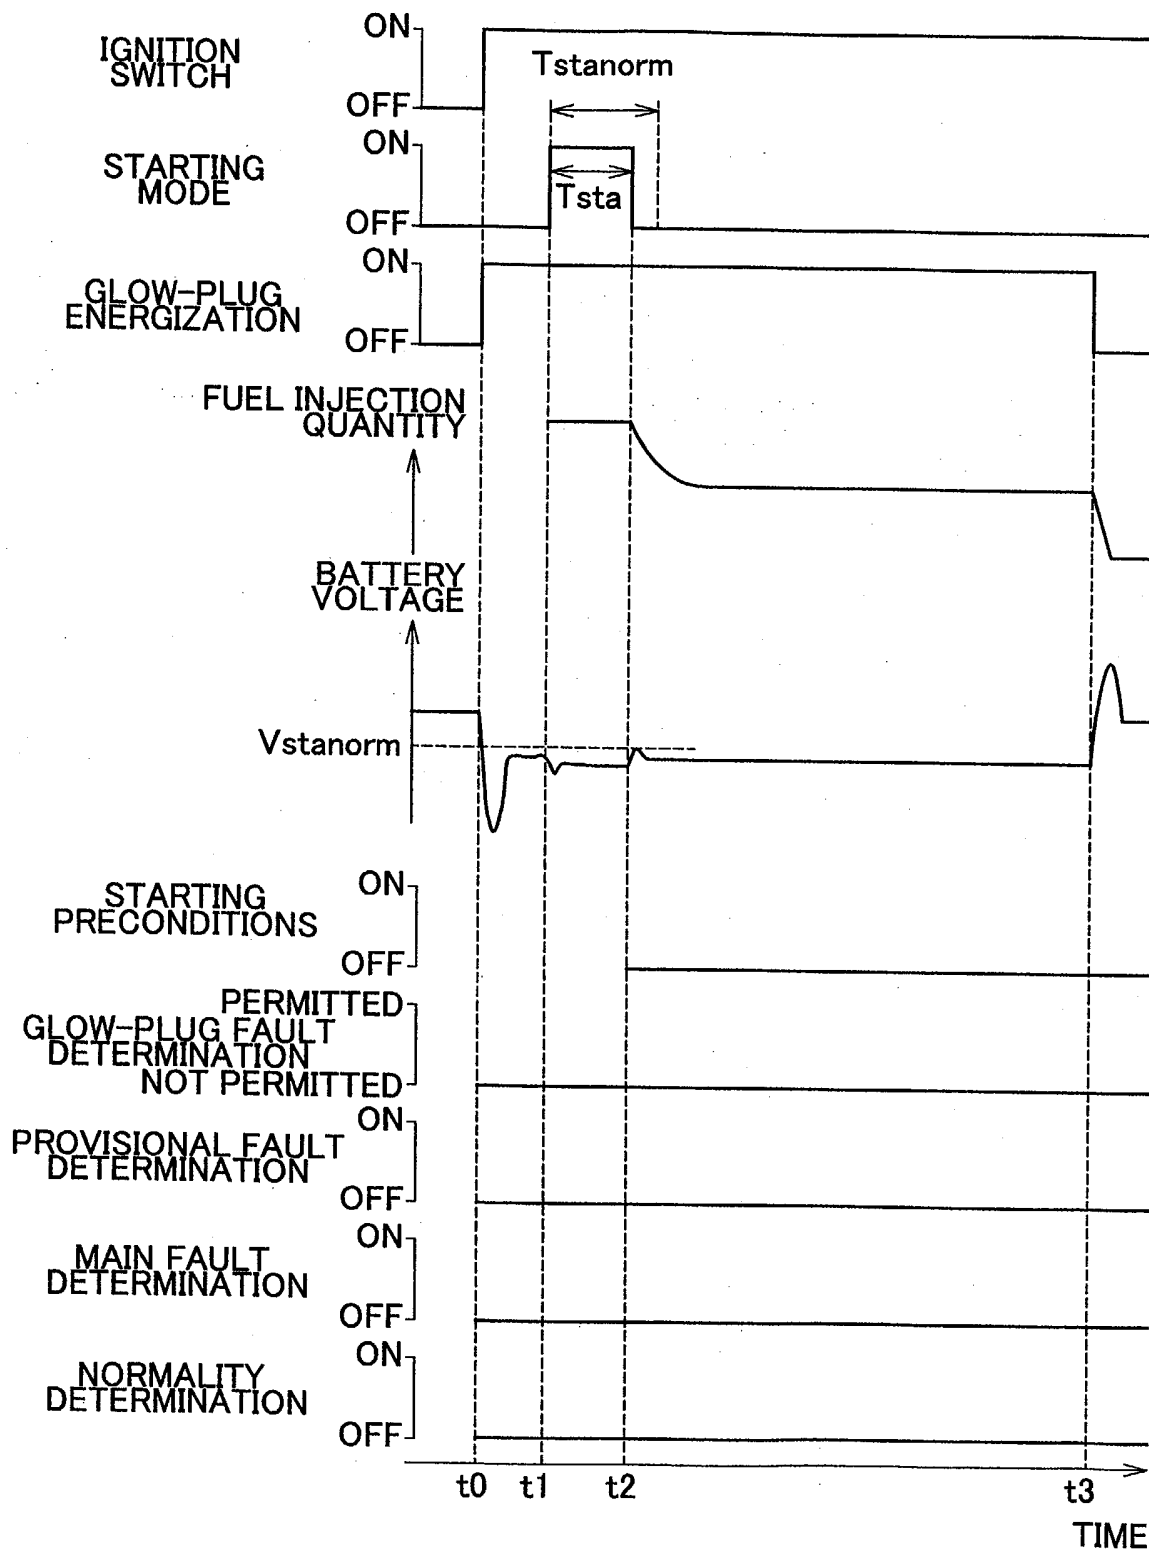 ON
IGNITION
SWITCH
OFF
Tstanorm
ON
STARTING
MODE
OFF
Tsta
ON
GLOW-PLUG
ENERGIZATION
OFF
FUEL INJECTION
QUANTITY
BATTERY
VOLTAGE
Vstanorm
ON
STARTING
PRECONDITIONS
OFF
PERMITTED
GLOW-PLUG FAULT
DETERMINATION
NOT PERMITTED
ON
PROVISIONAL FAULT
DETERMINATION
OFF
ON
MAIN FAULT
DETERMINATION
OFF
ON
NORMALITY
DETERMINATION
OFF
t0 t1 t2 t3
TIME